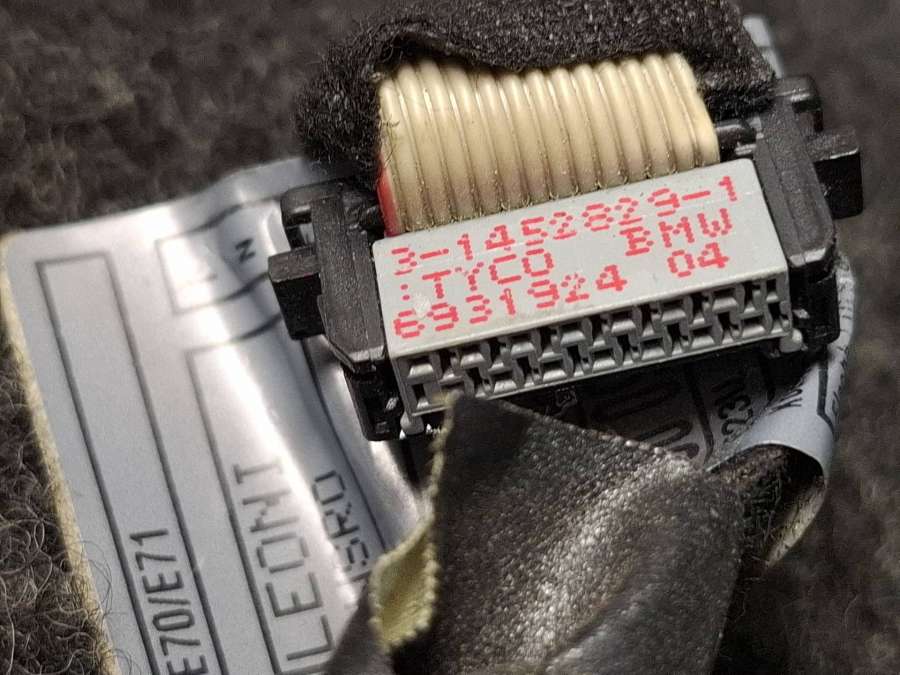 3-1452829-1
:TYCO BMW
6931924 04
N
E70/E71
LEONI